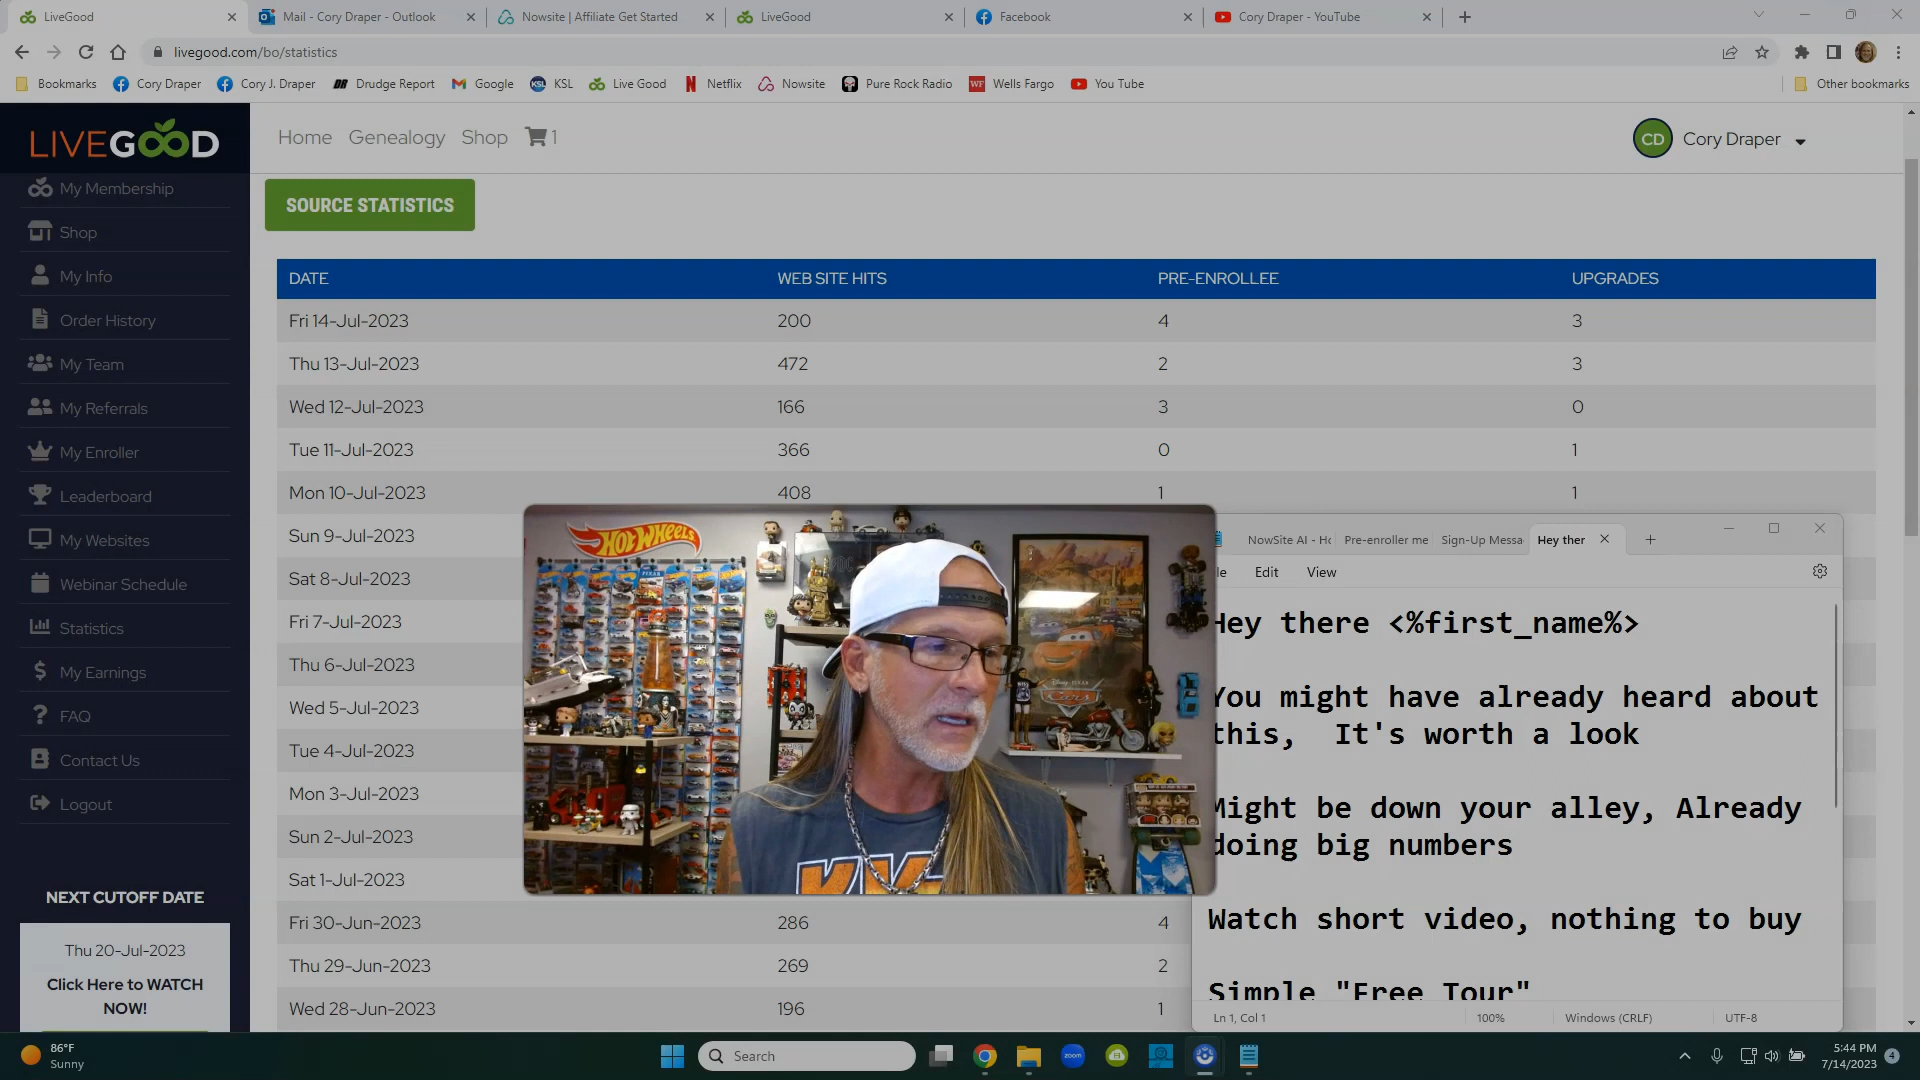 LiveGood
Mail - Cory Draper - Outlook
Nowsite | Affiliate Get Started
LiveGood
Facebook
Cory Draper - YouTube
livegood.com/bo/statistics
Bookmarks
Cory Draper
Cory J. Draper
Drudge Report
Google
KSL
Live Good
Netflix
Nowsite
Pure Rock Radio
Wells Fargo
You Tube
Other bookmarks
LIVEGOOD
Home
Genealogy
Shop
1
CD
Cory Draper
My Membership
Shop
My Info
Order History
My Team
My Referrals
My Enroller
Leaderboard
My Websites
Webinar Schedule
Statistics
My Earnings
FAQ
Contact Us
Logout
NEXT CUTOFF DATE
Thu 20-Jul-2023
Click Here to WATCH
NOW!
SOURCE STATISTICS
DATE WEB SITE HITS PRE-ENROLLEE UPGRADES
Fri 14-Jul-2023 200 4 3
Thu 13-Jul-2023 472 2 3
Wed 12-Jul-2023 166 3 0
Tue 11-Jul-2023 366 0 1
Mon 10-Jul-2023 408 1 1
Sun 9-Jul-2023
Sat 8-Jul-2023
Fri 7-Jul-2023
Thu 6-Jul-2023
Wed 5-Jul-2023
Tue 4-Jul-2023
Mon 3-Jul-2023
Sun 2-Jul-2023
Sat 1-Jul-2023
Fri 30-Jun-2023 286 4
Thu 29-Jun-2023 269 2
Wed 28-Jun-2023 196 1
HOT WHEELS
Cars
NowSite AI - Ho
Pre-enroller me
Sign-Up Messa
Hey ther
Edit
View
Hey there <%first_name%>
You might have already heard about
this,  It's worth a look
Might be down your alley, Already
doing big numbers
Watch short video, nothing to buy
Simple "Free Tour"
Ln 1, Col 1
100%
Windows (CRLF)
UTF-8
86°F
Sunny
Search
zoom
5:44 PM
7/14/2023
4